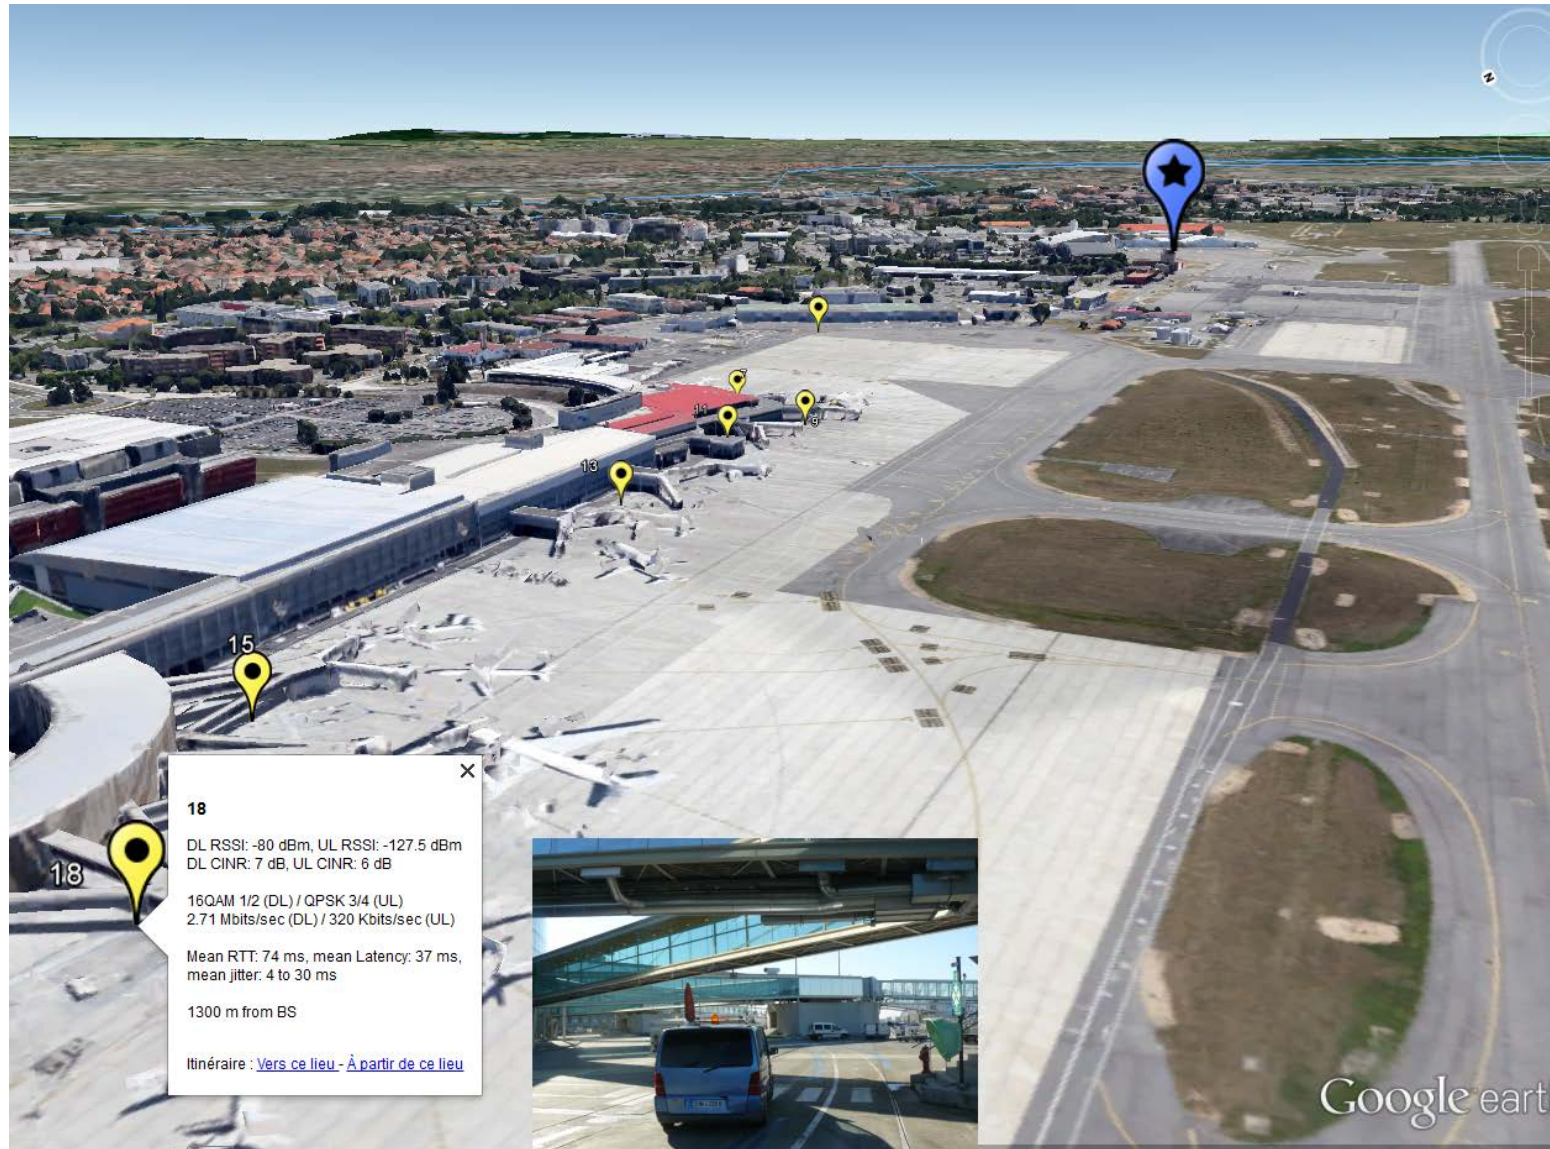 N
7
11
9
13
15
18
18
DL RSSI: -80 dBm, UL RSSI: -127.5 dBm
DL CINR: 7 dB, UL CINR: 6 dB
16QAM 1/2 (DL) / QPSK 3/4 (UL)
2.71 Mbits/sec (DL) / 320 Kbits/sec (UL)
Mean RTT: 74 ms, mean Latency: 37 ms,
mean jitter: 4 to 30 ms
1300 m from BS
Itinéraire : Vers ce lieu - À partir de ce lieu
Google eart